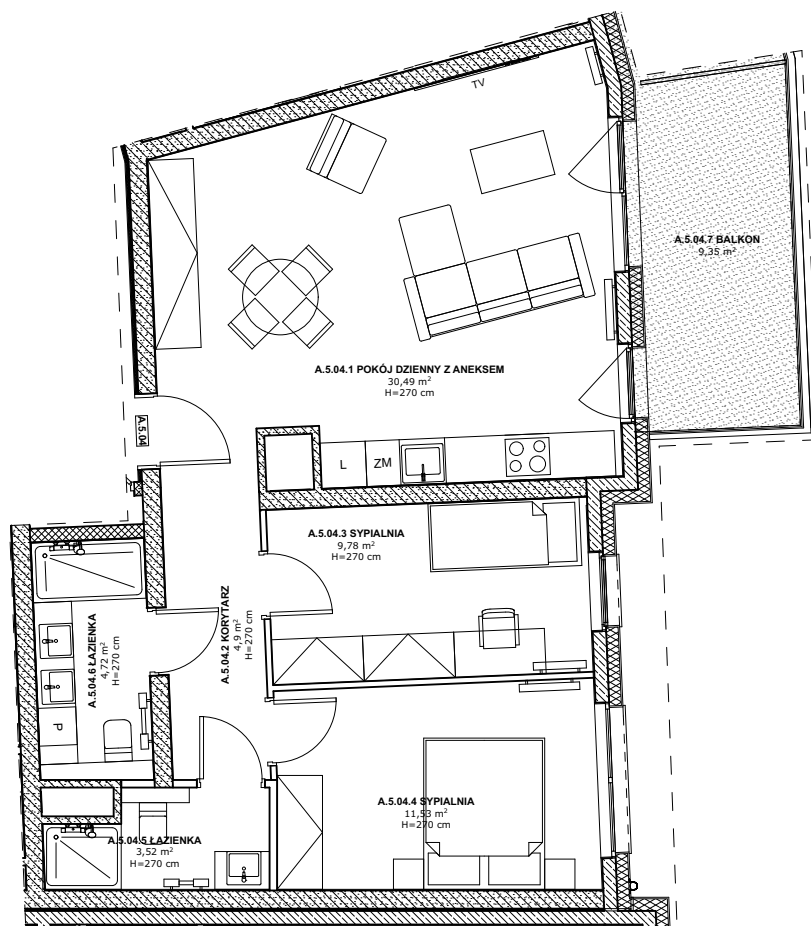 TV
A.5.04.7 BALKON
9,35 m²
A.5.04.1 POKÓJ DZIENNY Z ANEKSEM
30,49 m²
H=270 cm
A.5.04
L
ZM
A.5.04.3 SYPIALNIA
9,78 m²
H=270 cm
A.5.04.2 KORYTARZ
4,9 m²
H=270 cm
A.5.04.6 ŁAZIENKA
4,72 m²
H=270 cm
P
A.5.04.4 SYPIALNIA
11,53 m²
H=270 cm
A.5.04.5 ŁAZIENKA
3,52 m²
H=270 cm